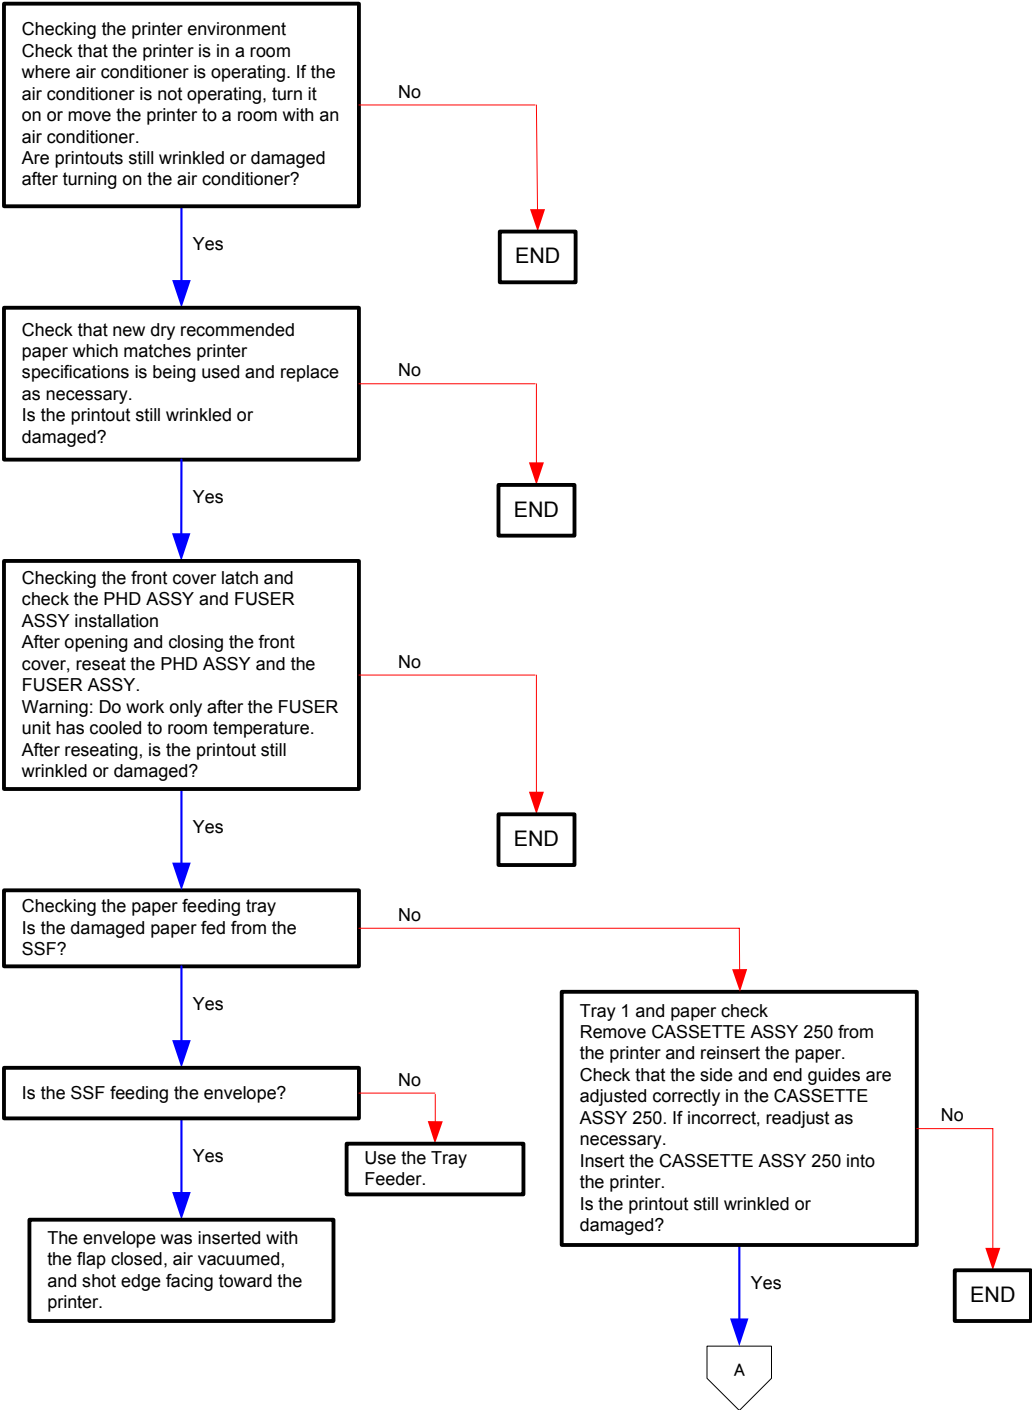 Checking the printer environment
Check that the printer is in a room
where air conditioner is operating. If the
air conditioner is not operating, turn it
on or move the printer to a room with an
air conditioner.
Are printouts still wrinkled or damaged
after turning on the air conditioner?
No
END
Yes
Check that new dry recommended
paper which matches printer
specifications is being used and replace
as necessary.
Is the printout still wrinkled or
damaged?
No
END
Yes
Checking the front cover latch and
check the PHD ASSY and FUSER
ASSY installation
After opening and closing the front
cover, reseat the PHD ASSY and the
FUSER ASSY.
Warning: Do work only after the FUSER
unit has cooled to room temperature.
After reseating, is the printout still
wrinkled or damaged?
No
END
Yes
Checking the paper feeding tray
Is the damaged paper fed from the
SSF?
No
Yes
Is the SSF feeding the envelope?
No
Use the Tray
Feeder.
Yes
The envelope was inserted with
the flap closed, air vacuumed,
and shot edge facing toward the
printer.
Tray 1 and paper check
Remove CASSETTE ASSY 250 from
the printer and reinsert the paper.
Check that the side and end guides are
adjusted correctly in the CASSETTE
ASSY 250. If incorrect, readjust as
necessary.
Insert the CASSETTE ASSY 250 into
the printer.
Is the printout still wrinkled or
damaged?
No
END
Yes
A